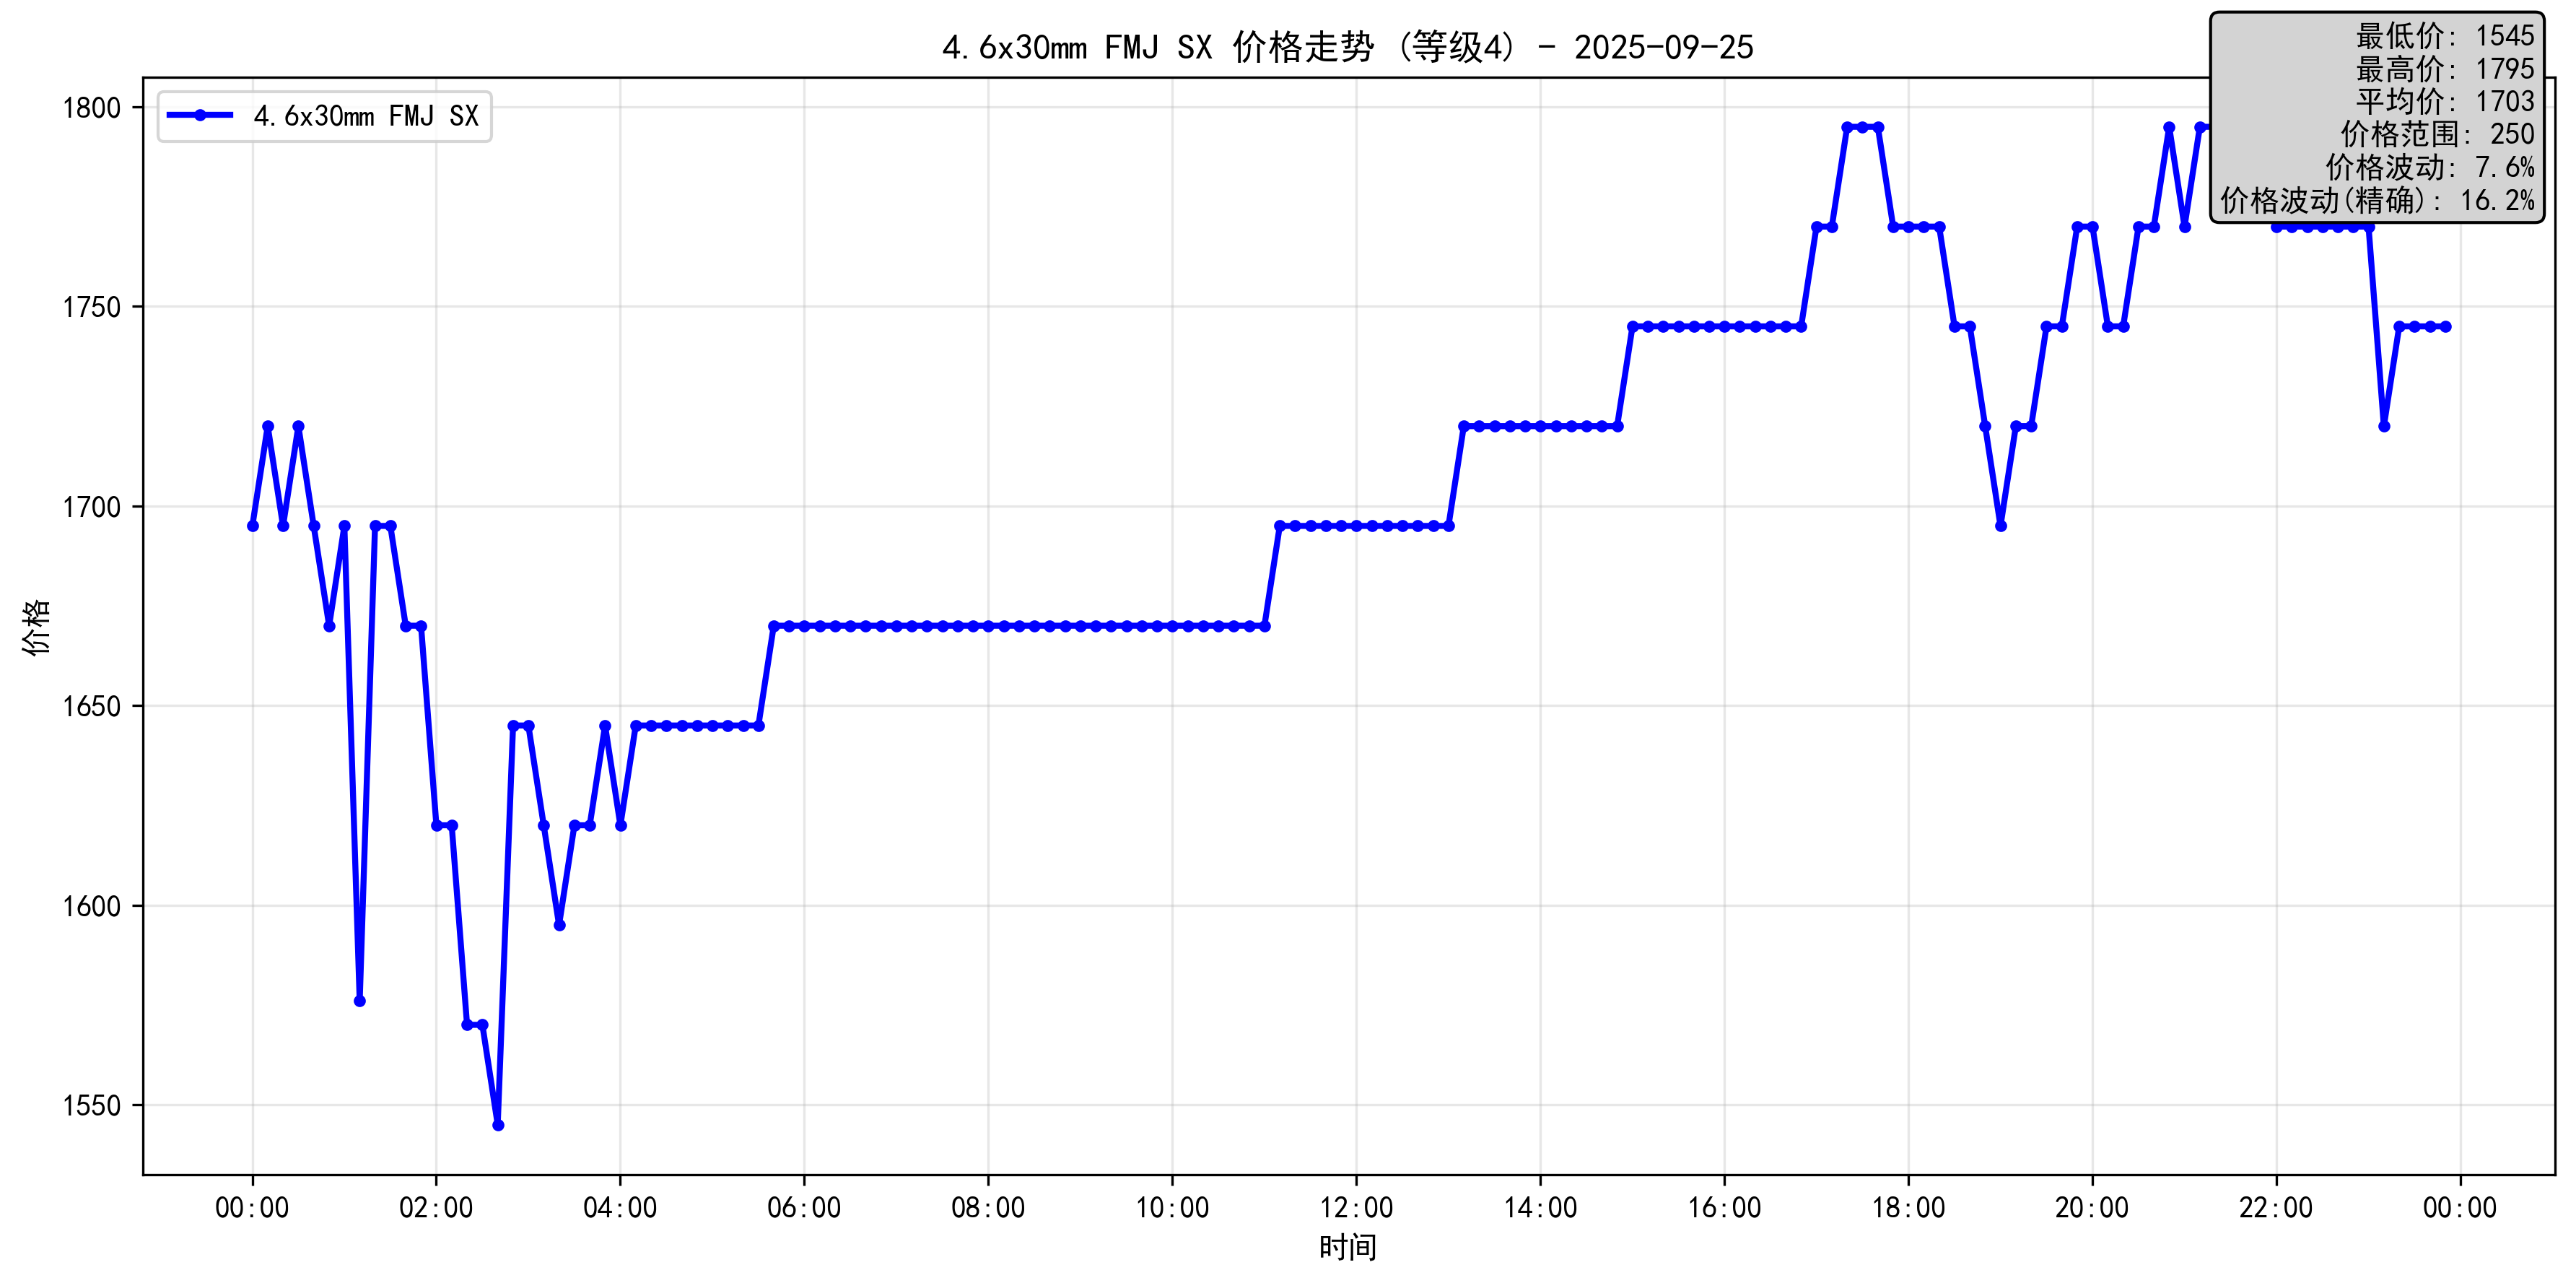 4.6x30mm FMJ SX 价格走势 (等级4) - 2025-09-25
最低价: 1545
最高价: 1795
平均价: 1703
价格范围: 250
价格波动: 7.6%
价格波动(精确): 16.2%
4.6x30mm FMJ SX
1800
1750
1700
1650
1600
1550
价格
00:00 02:00 04:00 06:00 08:00 10:00 12:00 14:00 16:00 18:00 20:00 22:00 00:00
时间